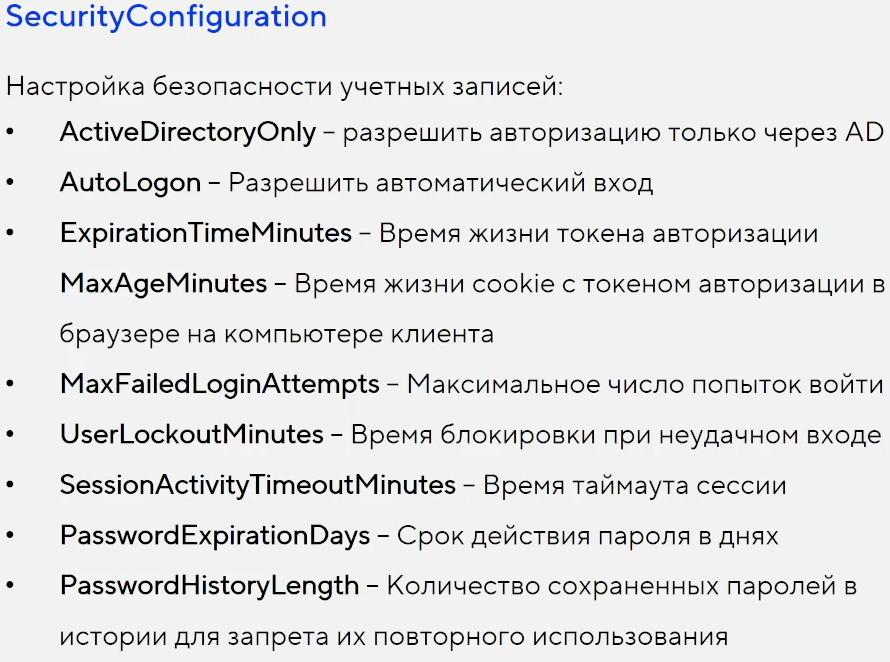 SecurityConfiguration
Настройка безопасности учетных записей:
• ActiveDirectoryOnly – разрешить авторизацию только через AD
• AutoLogon – Разрешить автоматический вход
• ExpirationTimeMinutes – Время жизни токена авторизации
MaxAgeMinutes – Время жизни cookie с токеном авторизации в
браузере на компьютере клиента
• MaxFailedLoginAttempts – Максимальное число попыток войти
• UserLockoutMinutes – Время блокировки при неудачном входе
• SessionActivityTimeoutMinutes – Время таймаута сессии
• PasswordExpirationDays – Срок действия пароля в днях
• PasswordHistoryLength – Количество сохраненных паролей в
истории для запрета их повторного использования